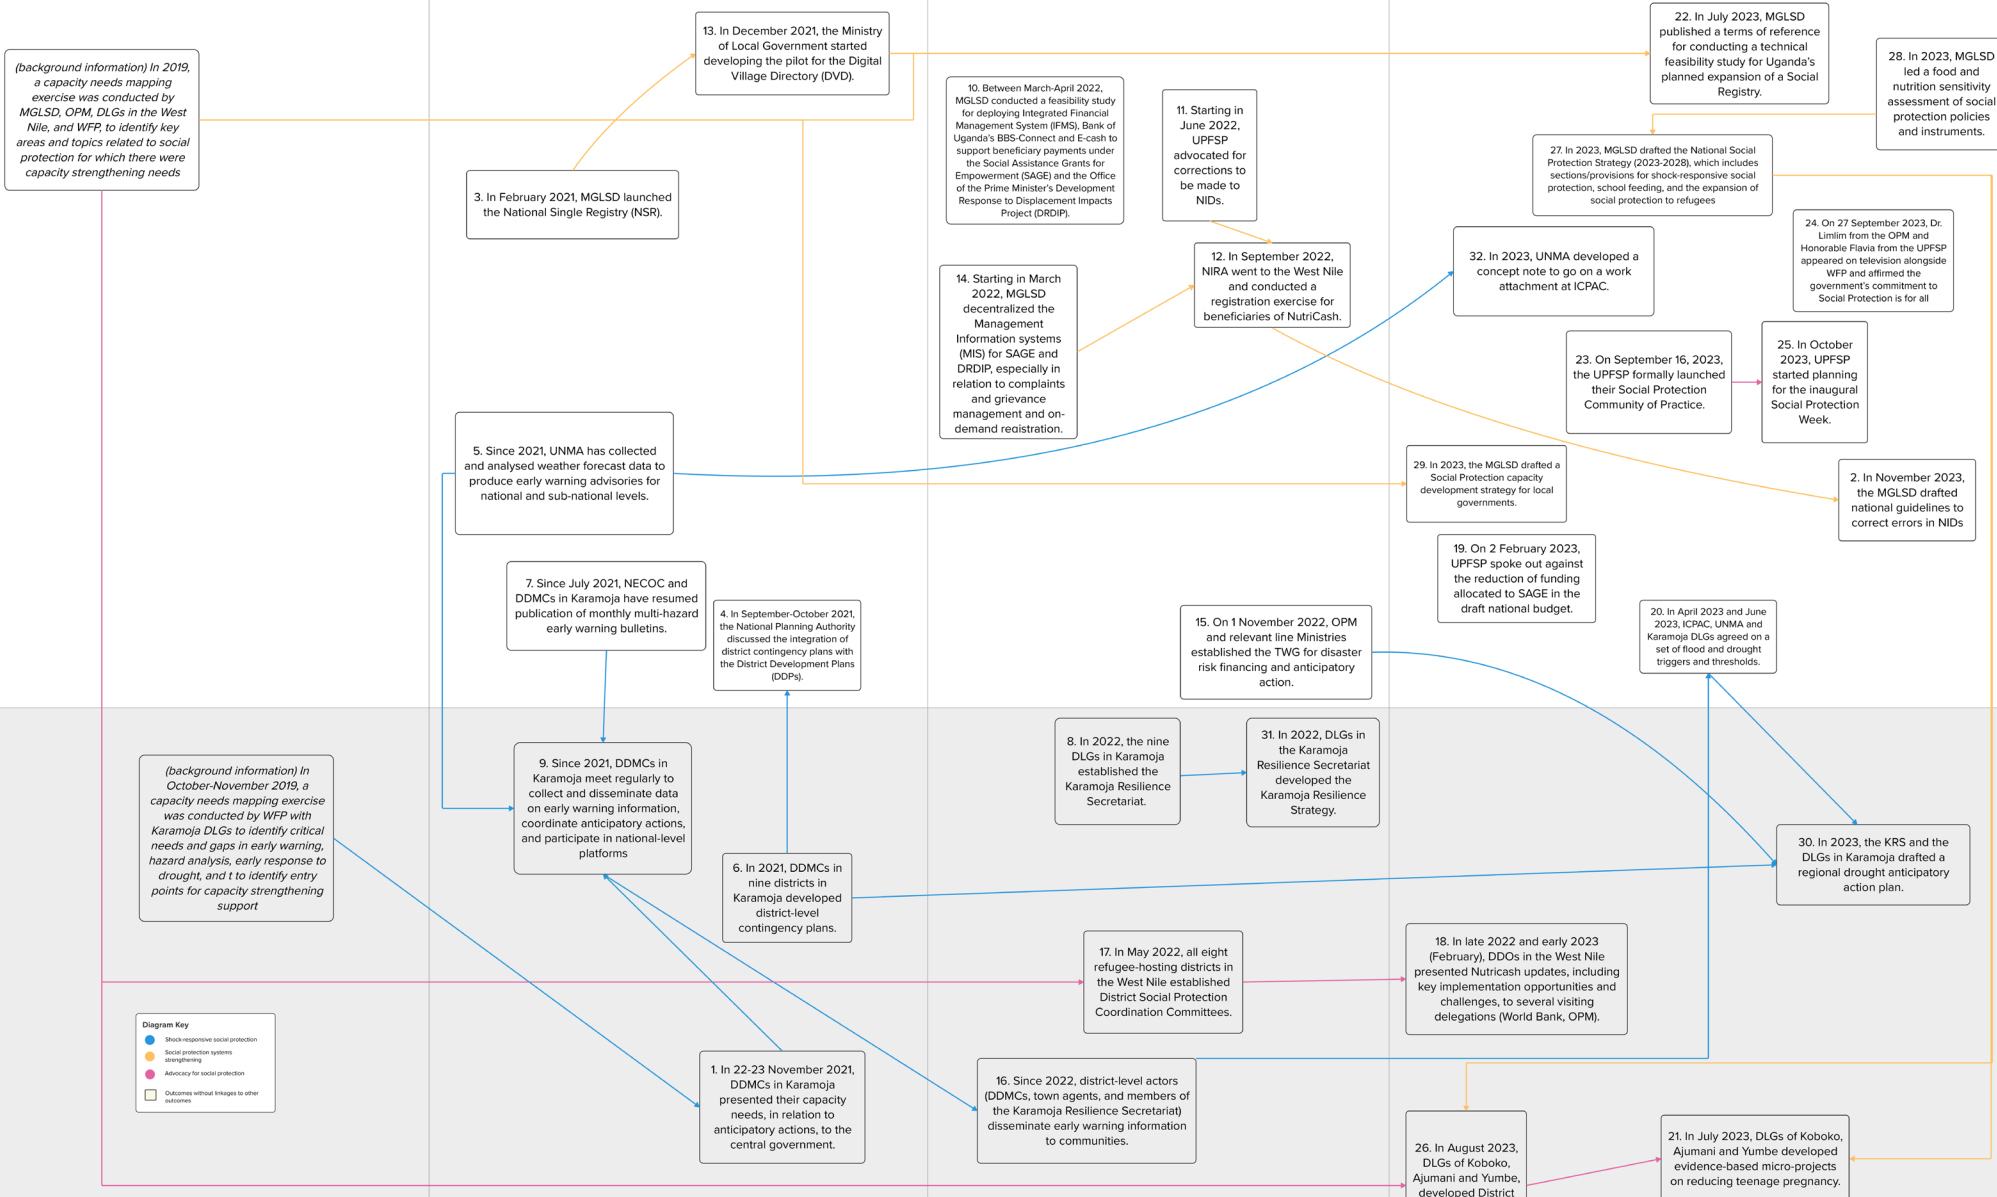 (background information) In 2019,
a capacity needs mapping
exercise was conducted by
MGLSD, OPM, DLGs in the West
Nile, and WFP, to identify key
areas and topics related to social
protection for which there were
capacity strengthening needs
13. In December 2021, the Ministry
of Local Government started
developing the pilot for the Digital
Village Directory (DVD).
3. In February 2021, MGLSD launched
the National Single Registry (NSR).
10. Between March-April 2022,
MGLSD conducted a feasibility study
for deploying Integrated Financial
Management System (IFMS), Bank of
Uganda's BBS-Connect and E-cash to
support beneficiary payments under
the Social Assistance Grants for
Empowerment (SAGE) and the Office
of the Prime Minister's Development
Response to Displacement Impacts
Project (DRDIP).
11. Starting in
June 2022,
UPFSP
advocated for
corrections to
be made to
NIDs.
22. In July 2023, MGLSD
published a terms of reference
for conducting a technical
feasibility study for Uganda's
planned expansion of a Social
Registry.
28. In 2023, MGLSD
led a food and
nutrition sensitivity
assessment of social
protection policies
and instruments.
27. In 2023, MGLSD drafted the National Social
Protection Strategy (2023-2028), which includes
sections/provisions for shock-responsive social
protection, school feeding, and the expansion of
social protection to refugees
24. On 27 September 2023, Dr.
Limlim from the OPM and
Honorable Flavia from the UPFSP
appeared on television alongside
WFP and affirmed the
government's commitment to
Social Protection is for all
14. Starting in March
2022, MGLSD
decentralized the
Management
Information systems
(MIS) for SAGE and
DRDIP, especially in
relation to complaints
and grievance
management and on-
demand registration.
12. In September 2022,
NIRA went to the West Nile
and conducted a
registration exercise for
beneficiaries of NutriCash.
32. In 2023, UNMA developed a
concept note to go on a work
attachment at ICPAC.
23. On September 16, 2023,
the UPFSP formally launched
their Social Protection
Community of Practice.
25. In October
2023, UPFSP
started planning
for the inaugural
Social Protection
Week.
5. Since 2021, UNMA has collected
and analysed weather forecast data to
produce early warning advisories for
national and sub-national levels.
29. In 2023, the MGLSD drafted a
Social Protection capacity
development strategy for local
governments.
2. In November 2023,
the MGLSD drafted
national guidelines to
correct errors in NIDs
19. On 2 February 2023,
UPFSP spoke out against
the reduction of funding
allocated to SAGE in the
draft national budget.
7. Since July 2021, NECOC and
DDMCs in Karamoja have resumed
publication of monthly multi-hazard
early warning bulletins.
4. In September-October 2021,
the National Planning Authority
discussed the integration of
district contingency plans with
the District Development Plans
(DDPs).
15. On 1 November 2022, OPM
and relevant line Ministries
established the TWG for disaster
risk financing and anticipatory
action.
20. In April 2023 and June
2023, ICPAC, UNMA and
Karamoja DLGs agreed on a
set of flood and drought
triggers and thresholds.
(background information) In
October-November 2019, a
capacity needs mapping exercise
was conducted by WFP with
Karamoja DLGs to identify critical
needs and gaps in early warning,
hazard analysis, early response to
drought, and t to identify entry
points for capacity strengthening
support
9. Since 2021, DDMCs in
Karamoja meet regularly to
collect and disseminate data
on early warning information,
coordinate anticipatory actions,
and participate in national-level
platforms
8. In 2022, the nine
DLGs in Karamoja
established the
Karamoja Resilience
Secretariat.
31. In 2022, DLGs in
the Karamoja
Resilience Secretariat
developed the
Karamoja Resilience
Strategy.
6. In 2021, DDMCs in
nine districts in
Karamoja developed
district-level
contingency plans.
30. In 2023, the KRS and the
DLGs in Karamoja drafted a
regional drought anticipatory
action plan.
17. In May 2022, all eight
refugee-hosting districts in
the West Nile established
District Social Protection
Coordination Committees.
18. In late 2022 and early 2023
(February), DDOs in the West Nile
presented Nutricash updates, including
key implementation opportunities and
challenges, to several visiting
delegations (World Bank, OPM).
Diagram Key
Shock-responsive social protection
Social protection systems
strengthening
Advocacy for social protection
Outcomes without linkages to other
outcomes
1. In 22-23 November 2021,
DDMCs in Karamoja
presented their capacity
needs, in relation to
anticipatory actions, to the
central government.
16. Since 2022, district-level actors
(DDMCs, town agents, and members of
the Karamoja Resilience Secretariat)
disseminate early warning information
to communities.
26. In August 2023,
DLGs of Koboko,
Ajumani and Yumbe,
developed District
21. In July 2023, DLGs of Koboko,
Ajumani and Yumbe developed
evidence-based micro-projects
on reducing teenage pregnancy.